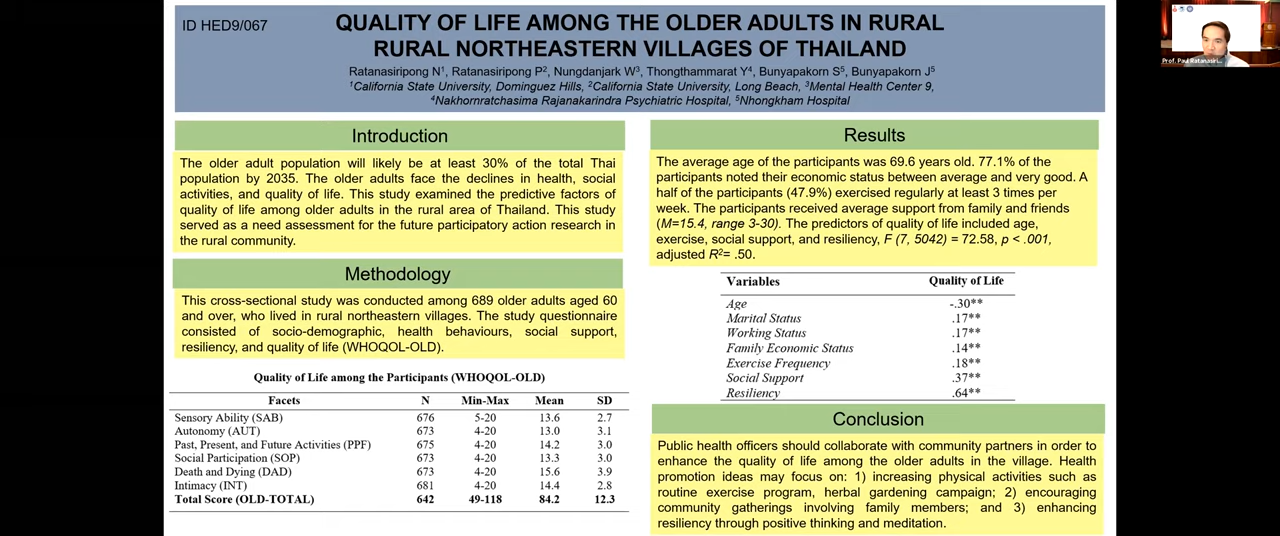 ID HED9/067
QUALITY OF LIFE AMONG THE OLDER ADULTS IN RURAL
RURAL NORTHEASTERN VILLAGES OF THAILAND
Ratanasiripong N1, Ratanasiripong P2, Nungdanjark W3, Thongthammarat Y4, Bunyapakorn S5, Bunyapakorn J5
1California State University, Dominguez Hills, 2California State University, Long Beach, 3Mental Health Center 9,
4Nakhornratchasima Rajanakarindra Psychiatric Hospital, 5Nhongkham Hospital
Introduction
The older adult population will likely be at least 30% of the total Thai
population by 2035. The older adults face the declines in health, social
activities, and quality of life. This study examined the predictive factors of
quality of life among older adults in the rural area of Thailand. This study
served as a need assessment for the future participatory action research in
the rural community.
Methodology
This cross-sectional study was conducted among 689 older adults aged 60
and over, who lived in rural northeastern villages. The study questionnaire
consisted of socio-demographic, health behaviours, social support,
resiliency, and quality of life (WHOQOL-OLD).
Quality of Life among the Participants (WHOQOL-OLD)
Facets N Min-Max Mean SD
Sensory Ability (SAB) 676 5-20 13.6 2.7
Autonomy (AUT) 673 4-20 13.0 3.1
Past, Present, and Future Activities (PPF) 675 4-20 14.2 3.0
Social Participation (SOP) 673 4-20 13.3 3.0
Death and Dying (DAD) 673 4-20 15.6 3.9
Intimacy (INT) 681 4-20 14.4 2.8
Total Score (OLD-TOTAL) 642 49-118 84.2 12.3
Results
The average age of the participants was 69.6 years old. 77.1% of the
participants noted their economic status between average and very good. A
half of the participants (47.9%) exercised regularly at least 3 times per
week. The participants received average support from family and friends
(M=15.4, range 3-30). The predictors of quality of life included age,
exercise, social support, and resiliency, F (7, 5042) = 72.58, p < .001,
adjusted R2= .50.
Variables Quality of Life
Age -.30**
Marital Status .17**
Working Status .17**
Family Economic Status .14**
Exercise Frequency .18**
Social Support .37**
Resiliency .64**
Conclusion
Public health officers should collaborate with community partners in order to
enhance the quality of life among the older adults in the village. Health
promotion ideas may focus on: 1) increasing physical activities such as
routine exercise program, herbal gardening campaign; 2) encouraging
community gatherings involving family members; and 3) enhancing
resiliency through positive thinking and meditation.
Prof. Paul Ratanasiri...